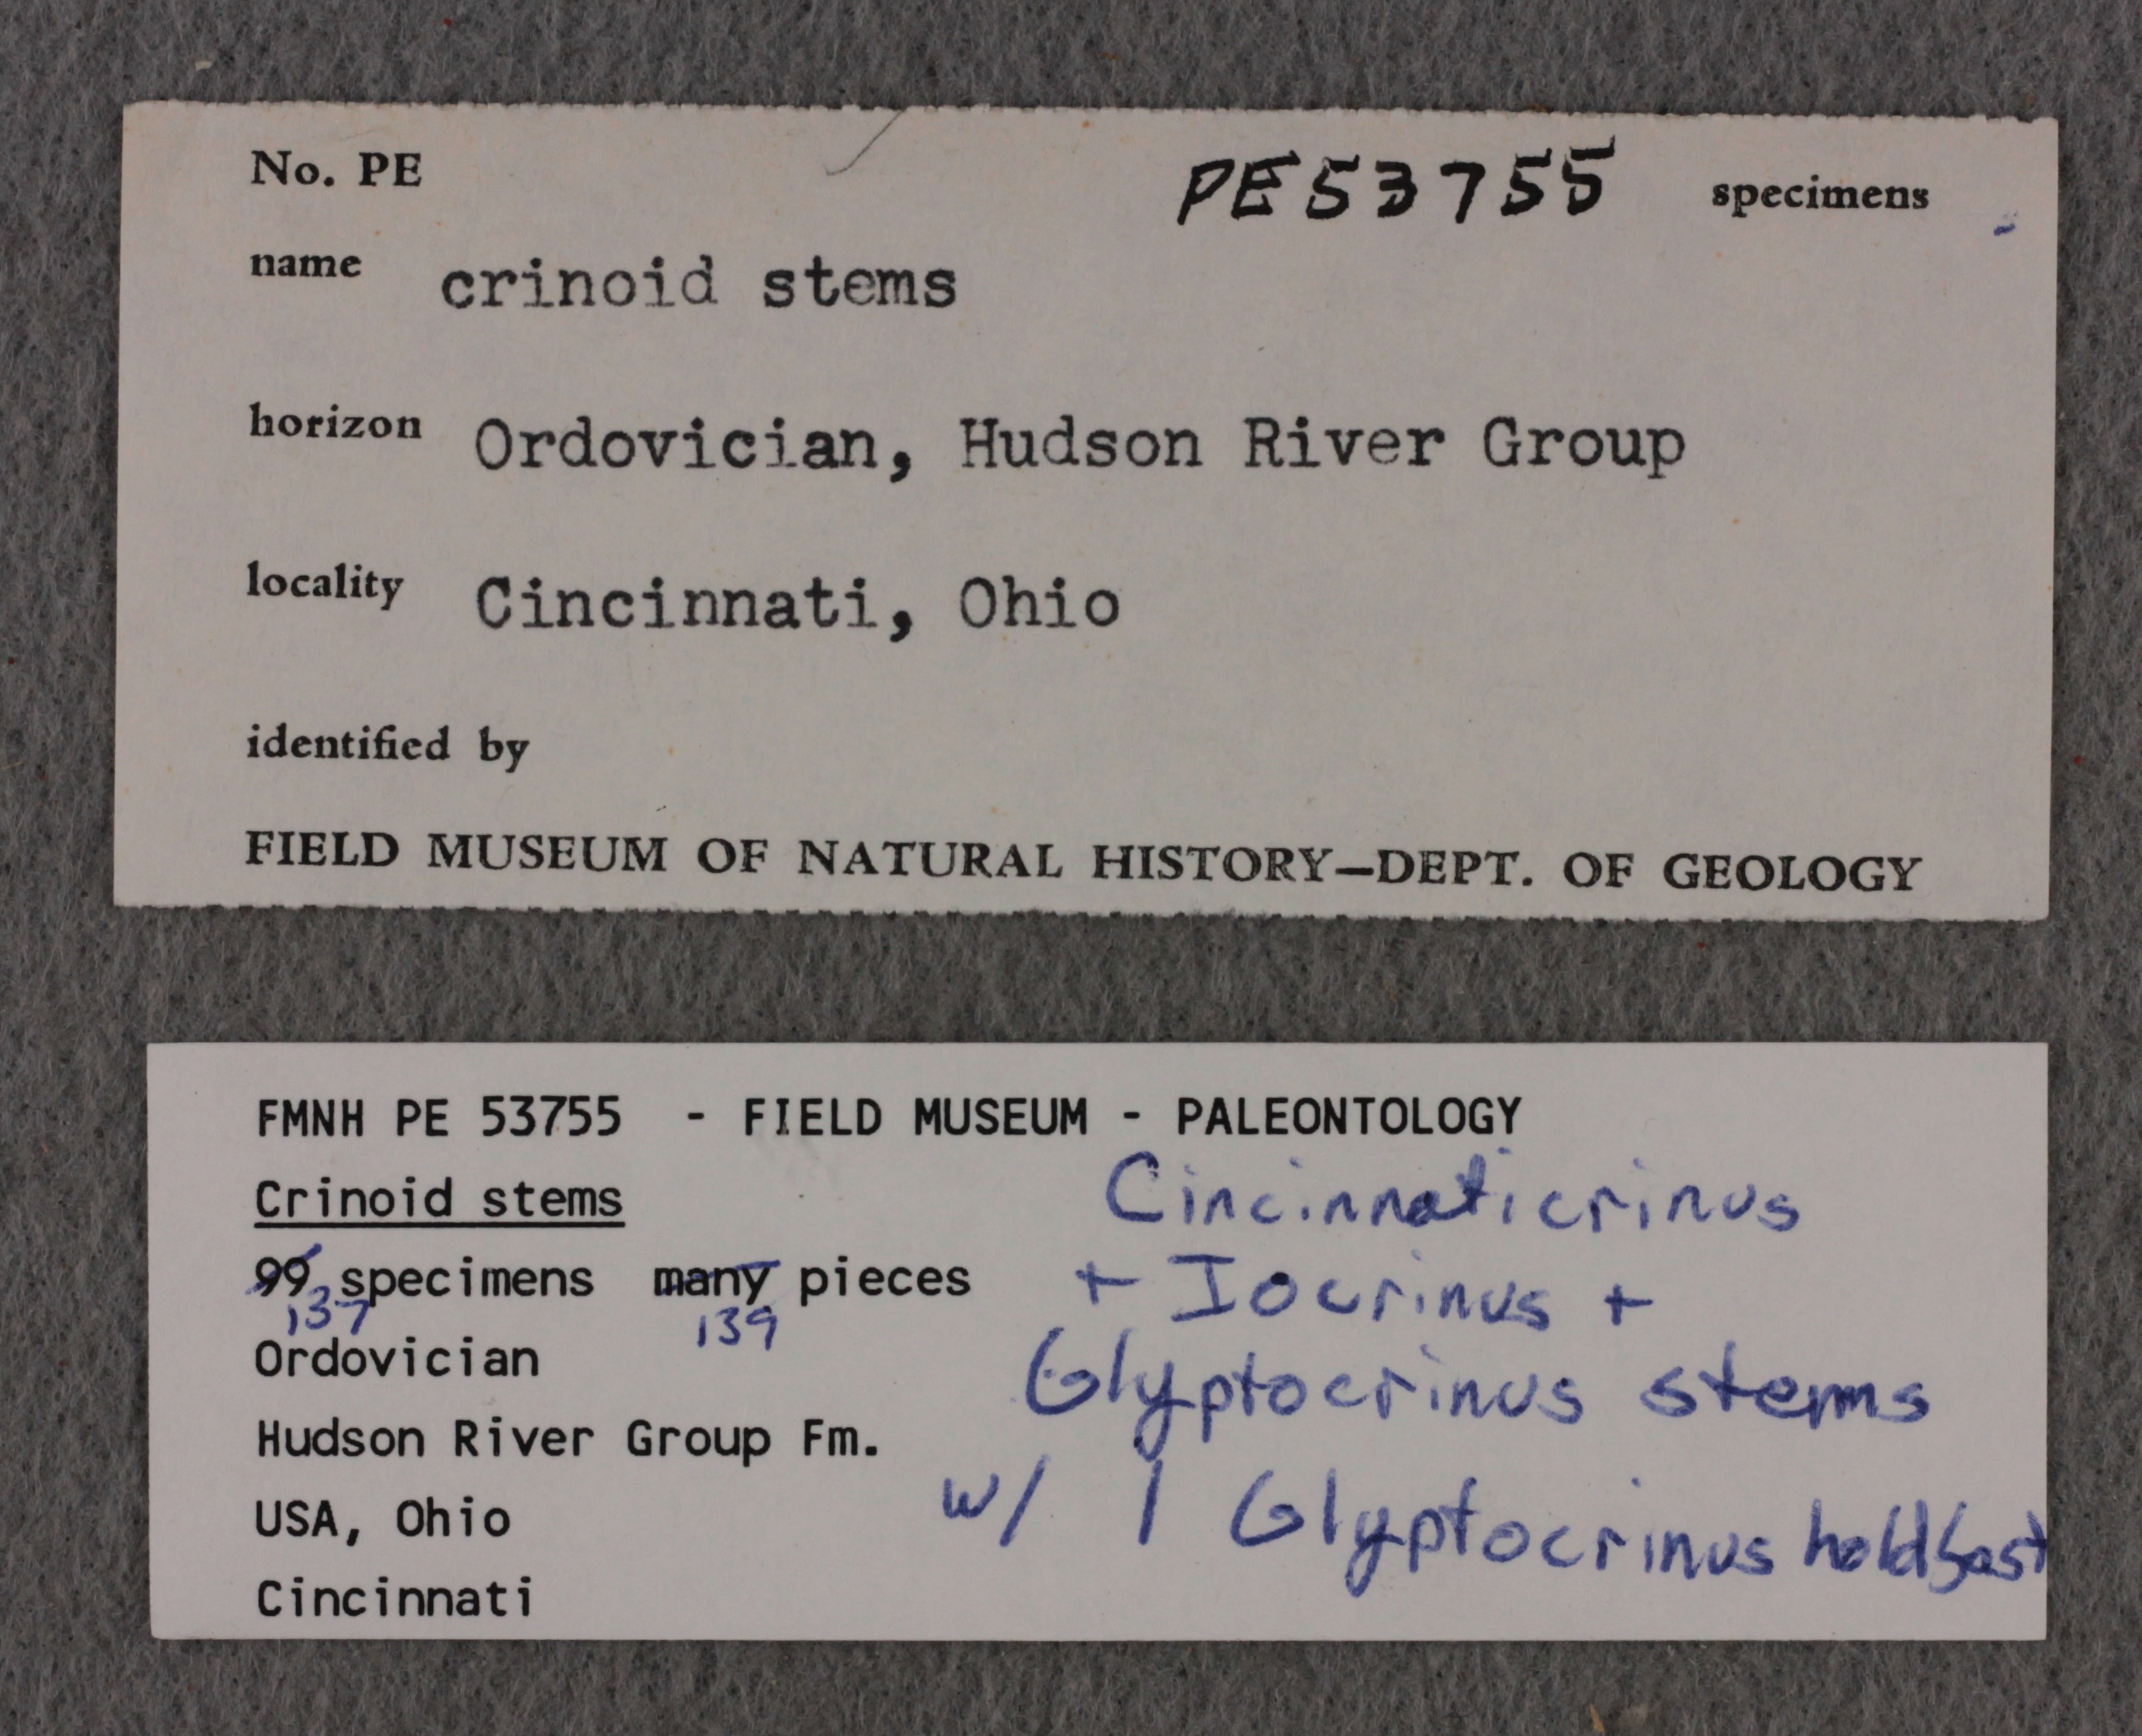 No. PE PE53755 specimens
name crinoid stems
horizon Ordovician, Hudson River Group
locality Cincinnati, Ohio
identified by
FIELD MUSEUM OF NATURAL HISTORY—DEPT. OF GEOLOGY
FMNH PE 53755 - FIELD MUSEUM - PALEONTOLOGY
Crinoid stems
99 specimens many pieces
137 139
Ordovician
Hudson River Group Fm.
USA, Ohio
Cincinnati
Cincinnaticrinus
+ Iocrinus +
Glyptocrinus stems
w/ 1 Glyptocrinus holdfast